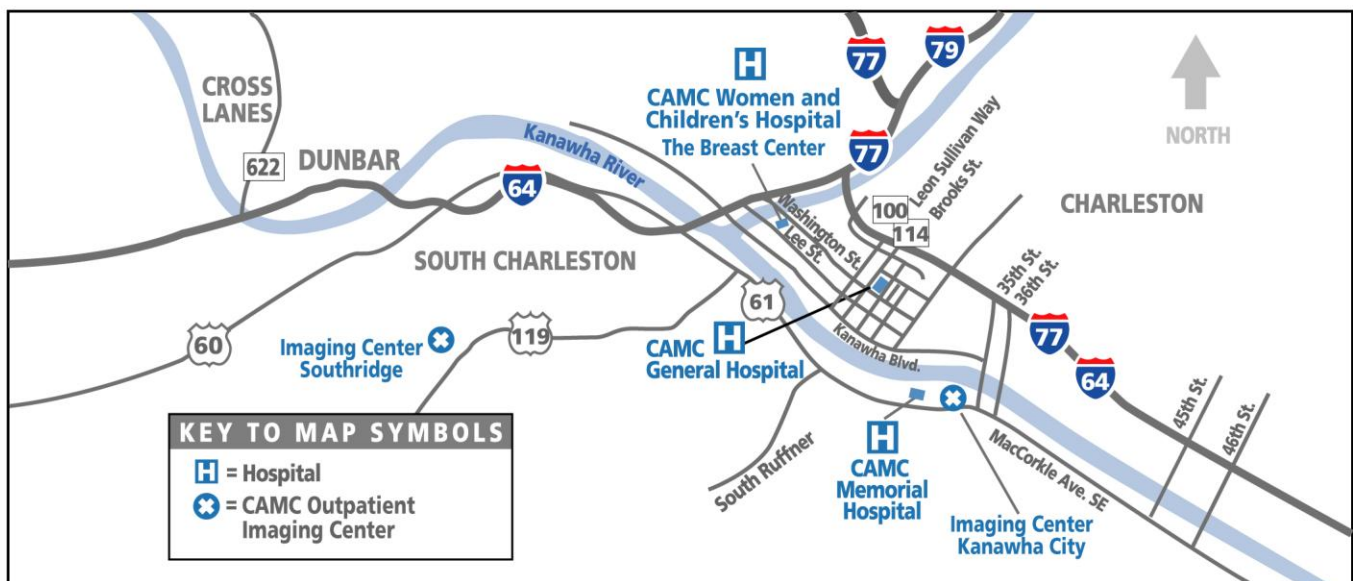 CROSS
LANES
622
DUNBAR
64
Kanawha River
H
CAMC Women and
Children's Hospital
The Breast Center
77
79
77
NORTH
Leon Sullivan Way
Brooks St.
100
114
CHARLESTON
Washington St.
Lee St.
SOUTH CHARLESTON
61
35th St.
36th St.
60
Imaging Center
Southridge
119
CAMC H
General Hospital
Kanawha Blvd.
77
64
45th St.
46th St.
South Ruffner
H
CAMC
Memorial
Hospital
MacCorkle Ave. SE
Imaging Center
Kanawha City
KEY TO MAP SYMBOLS
H = Hospital
= CAMC Outpatient
Imaging Center